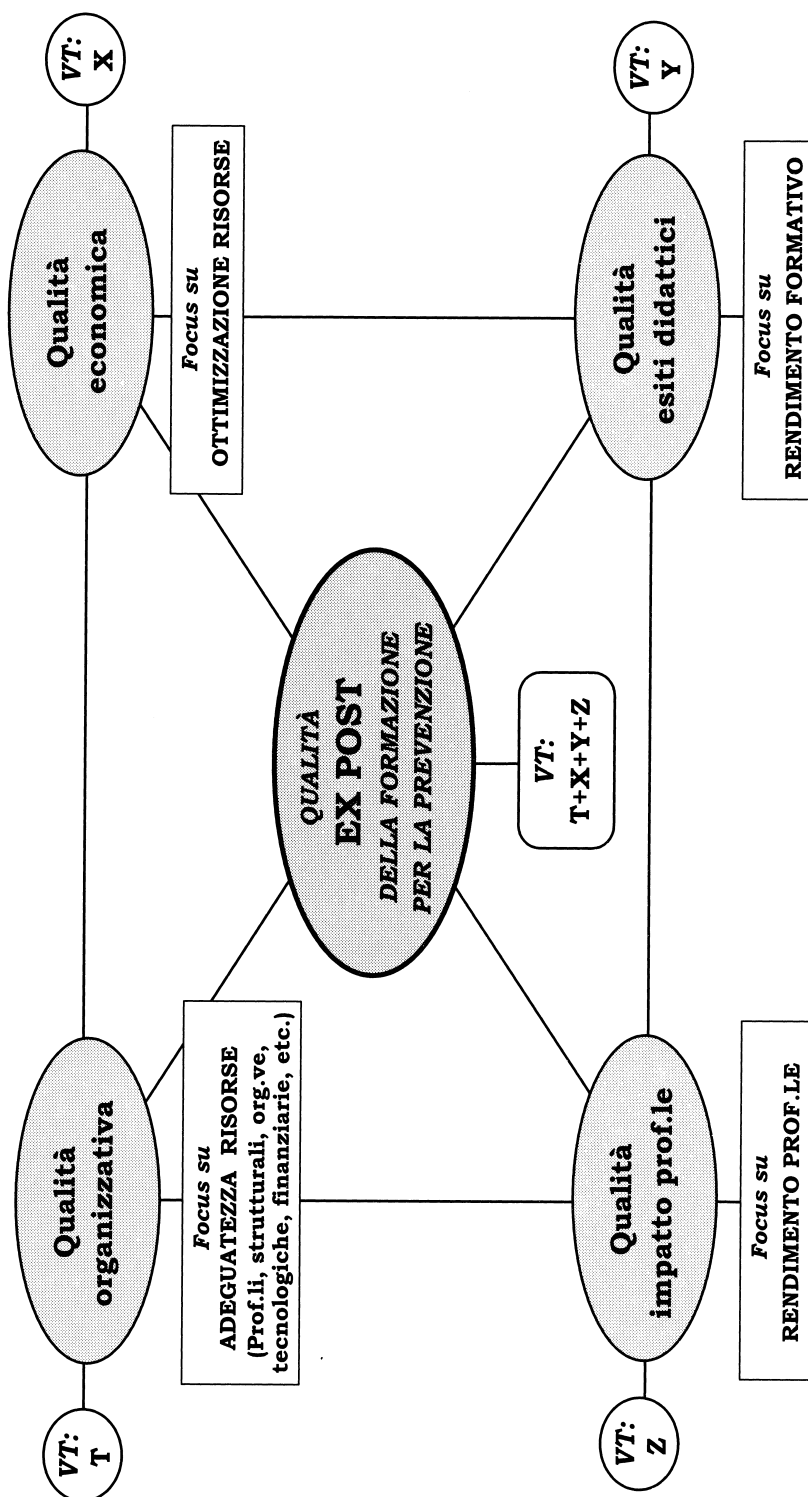 VT:
T
Qualità
organizzativa
Focus su
ADEGUATEZZA RISORSE
(Prof.li, strutturali, org.ve,
tecnologiche, finanziarie, etc.)
Qualità
economica
VT:
X
Focus su
OTTIMIZZAZIONE RISORSE
QUALITÀ
EX POST
DELLA FORMAZIONE
PER LA PREVENZIONE
VT:
T+X+Y+Z
VT:
Z
Qualità
impatto prof.le
Focus su
RENDIMENTO PROF.LE
Qualità
esiti didattici
VT:
Y
Focus su
RENDIMENTO FORMATIVO